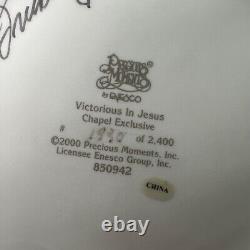 Precious
Moments
by ENESCO
Victorious in Jesus
Chapel Exclusive
# 1990 of 2,400
©2000 Precious Moments, Inc.
Licensee Enesco Group, Inc.
850942
CHINA